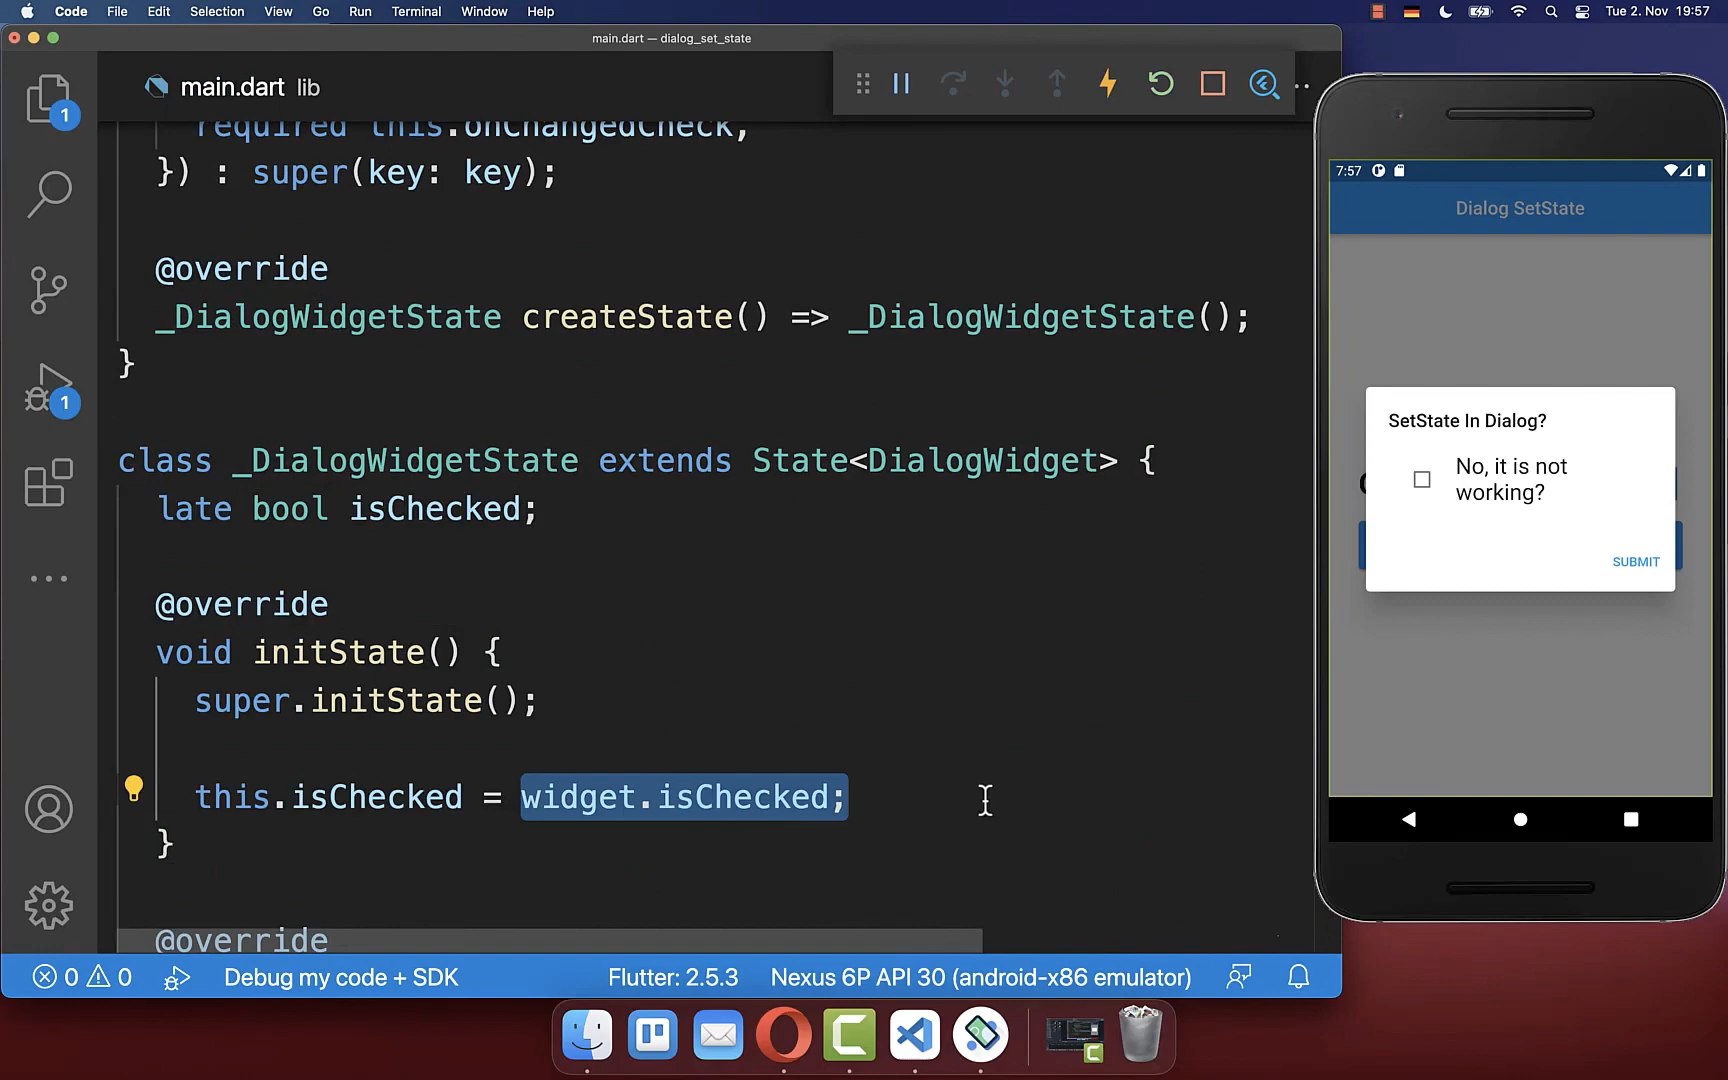 Code File Edit Selection View Go Run Terminal Window Help Tue 2. Nov 19:57
main.dart — dialog_set_state
main.dart lib
1
required this.onChangedCheck,
}) : super(key: key);
@override
_DialogWidgetState createState() => _DialogWidgetState();
}
1
class _DialogWidgetState extends State<DialogWidget> {
late bool isChecked;
@override
void initState() {
super.initState();
this.isChecked = widget.isChecked;
}
@override
0 0 Debug my code + SDK Flutter: 2.5.3 Nexus 6P API 30 (android-x86 emulator)
7:57
Dialog SetState
SetState In Dialog?
No, it is not
working?
SUBMIT